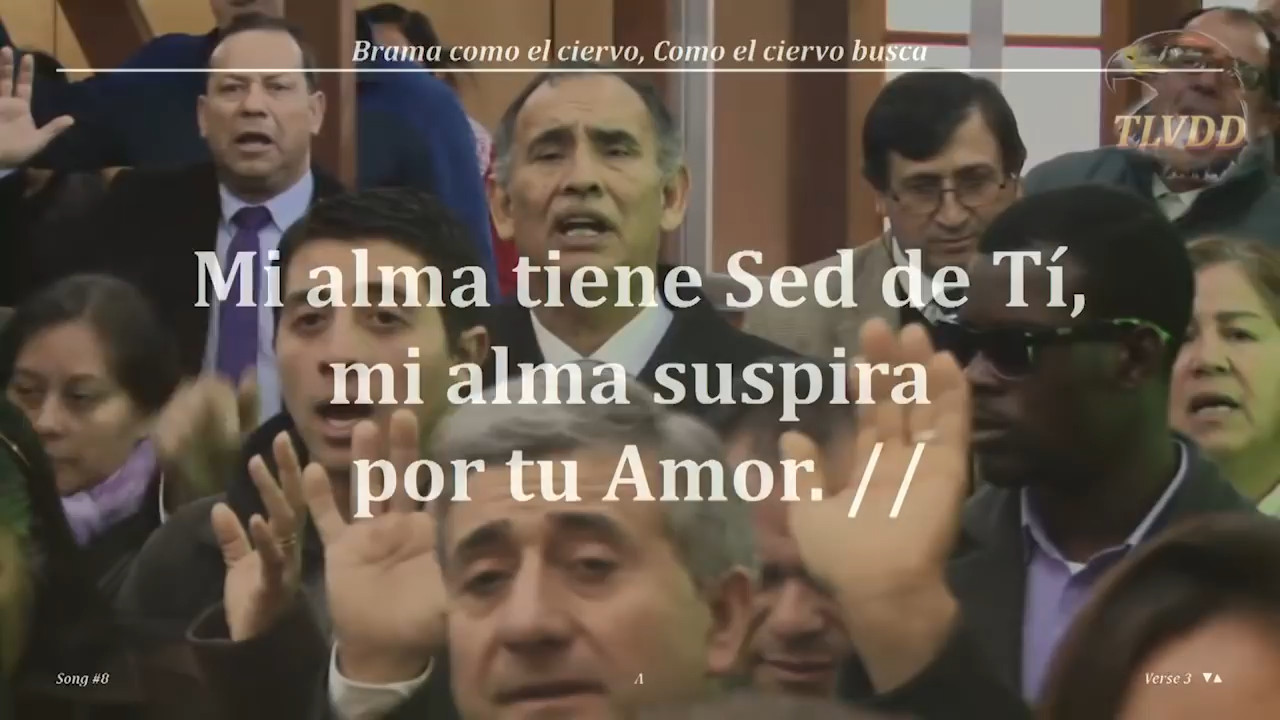 Brama como el ciervo, Como el ciervo busca
TLVDD
Mi alma tiene Sed de Tí,
mi alma suspira
por tu Amor. //
Song #8
Verse 3 ▼▲